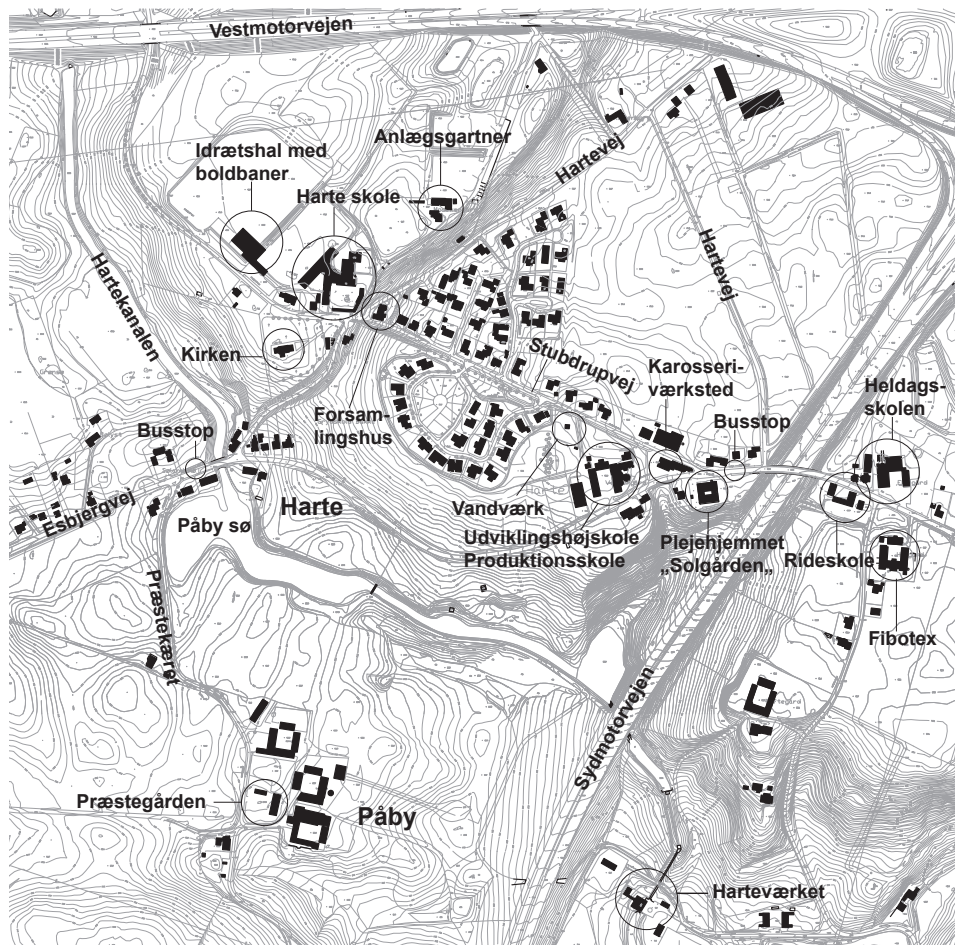 Vestmotorvejen
Anlægsgartner
Idrætshal med
boldbaner
Harte skole
Hartevej
Hartevej
Hartekanalen
Kirken
Stubdrupvej
Karosseri-
værksted
Heldags-
skolen
Forsam-
lingshus
Busstop
Busstop
Esbjergvej
Harte
Påby sø
Vandværk
Udviklingshøjskole
Produktionsskole
Plejehjemmet
„Solgården„
Rideskole
Fibotex
Præstekæret
Sydmotorvejen
Præstegården
Påby
Harteværket